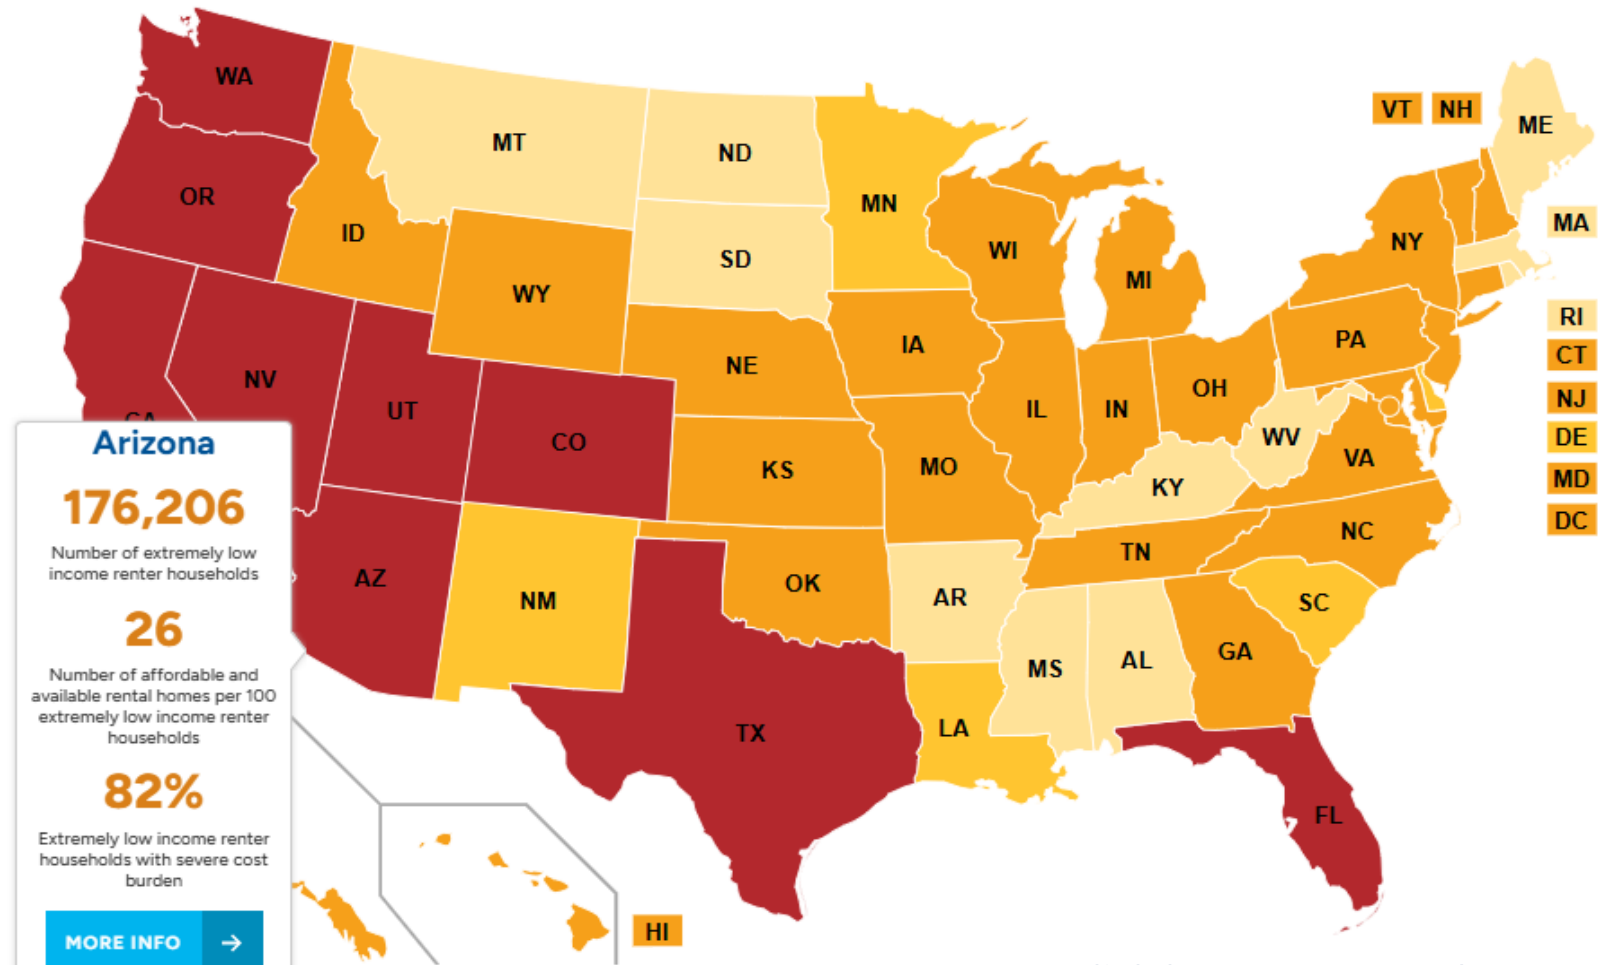 WA
MT
ND
MN
VT NH
ME
OR
ID
SD
WI
MI
NY
MA
WY
IA
PA
RI
CT
NV
UT
NE
OH
NJ
CO
IL
IN
WV
DE
CA
KS
MO
VA
MD
KY
DC
AZ
NM
OK
AR
TN
NC
SC
TX
LA
MS
AL
GA
FL
HI
Arizona
176,206
Number of extremely low
income renter households
26
Number of affordable and
available rental homes per 100
extremely low income renter
households
82%
Extremely low income renter
households with severe cost
burden
MORE INFO →